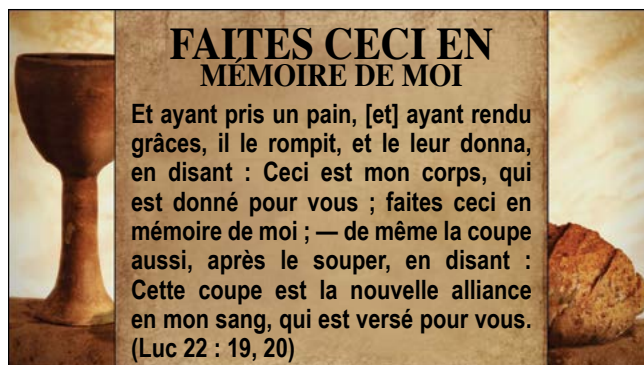 FAITES CECI EN
MÉMOIRE DE MOI
Et ayant pris un pain, [et] ayant rendu
grâces, il le rompit, et le leur donna,
en disant : Ceci est mon corps, qui
est donné pour vous ; faites ceci en
mémoire de moi ; — de même la coupe
aussi, après le souper, en disant :
Cette coupe est la nouvelle alliance
en mon sang, qui est versé pour vous.
(Luc 22 : 19, 20)